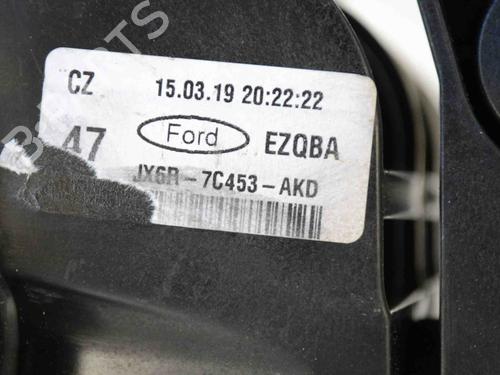 CZ 15.03.19 20:22:22
47 Ford EZQBA
JX6R-7C453-AKD